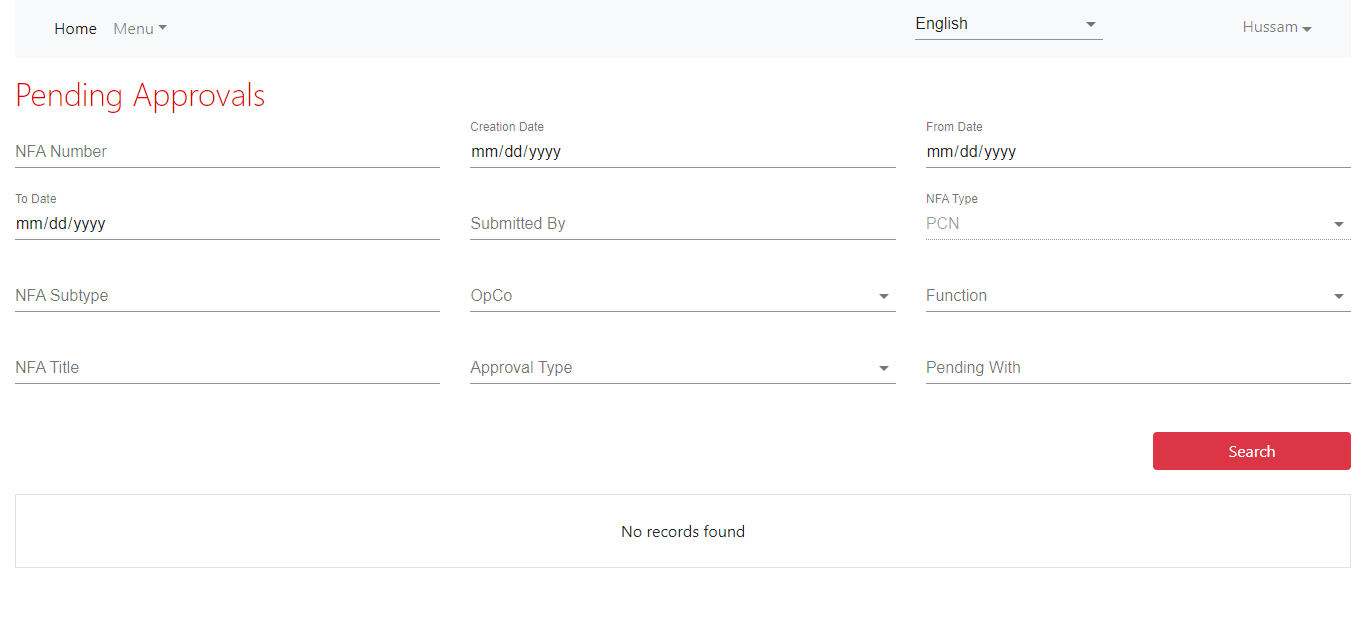 Home Menu English Hussam
Pending Approvals
NFA Number
Creation Date
mm/dd/yyyy
From Date
mm/dd/yyyy
To Date
mm/dd/yyyy
Submitted By
NFA Type
PCN
NFA Subtype
OpCo
Function
NFA Title
Approval Type
Pending With
Search
No records found